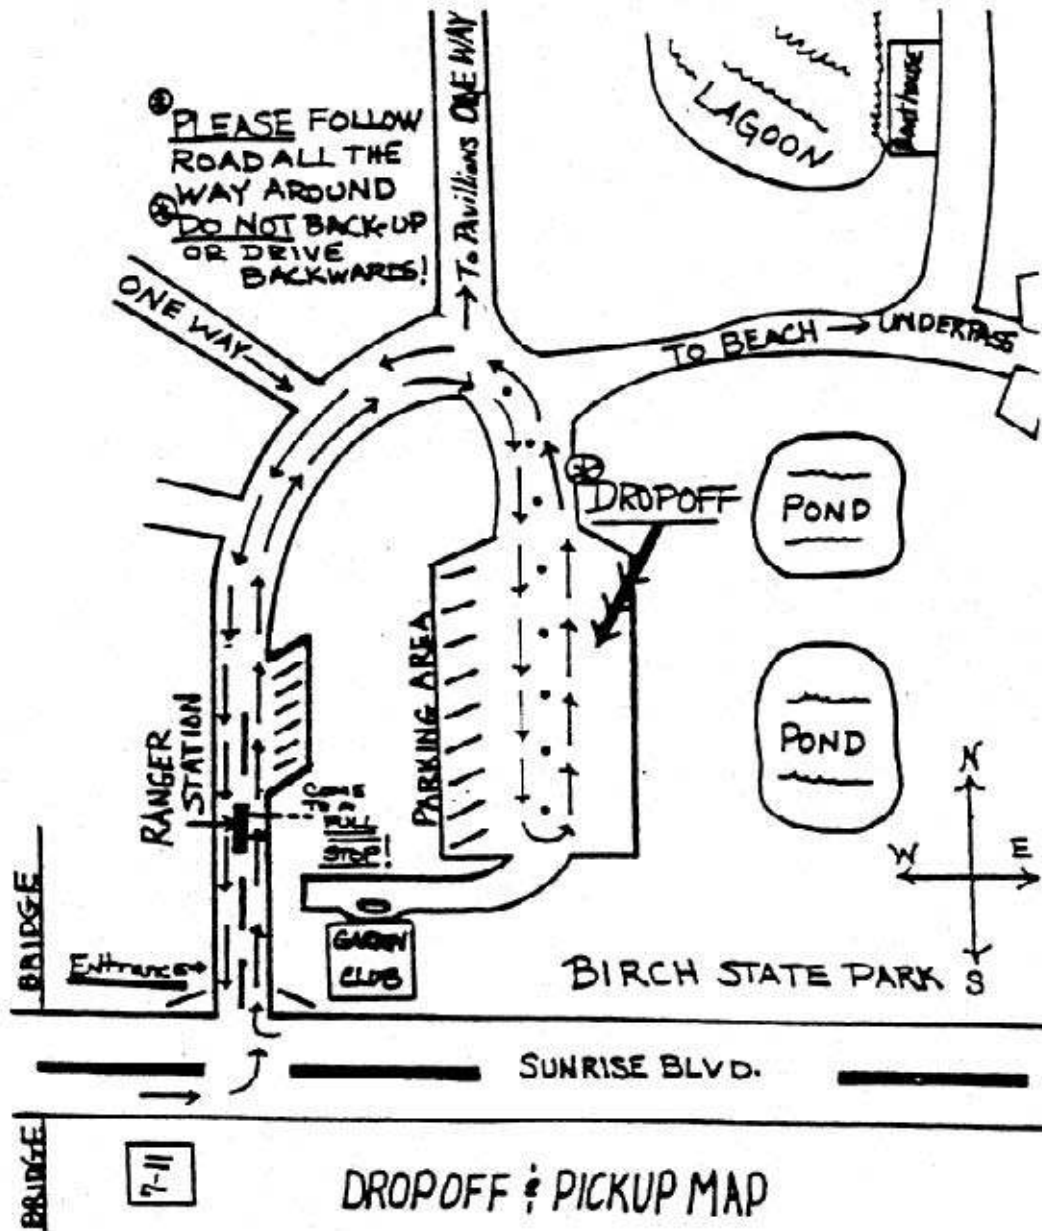 PLEASE FOLLOW
ROAD ALL THE
WAY AROUND
DO NOT BACK-UP
OR DRIVE
BACKWARDS!
ONE WAY
To Pavillions ONE WAY
LAGOON
Boathouse
TO BEACH → UNDERPASS
DROPOFF
POND
POND
PARKING AREA
RANGER
STATION
Come
to a
FULL
STOP!
N
W
E
S
GARDEN
CLUB
Entrance
BIRCH STATE PARK
BRIDGE
SUNRISE BLVD.
BRIDGE
7-11
DROPOFF & PICKUP MAP